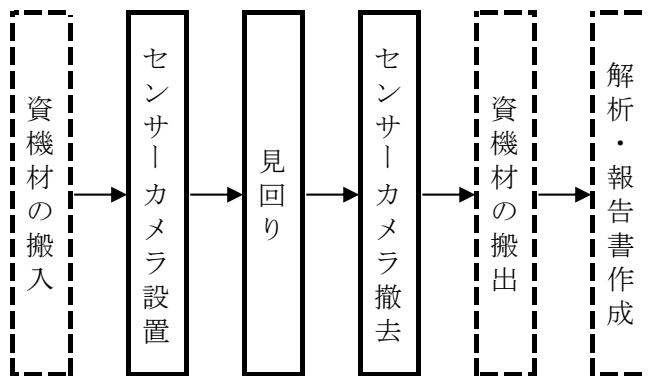 資機材の搬入
センサーカメラ設置
見回り
センサーカメラ撤去
資機材の搬出
解析・報告書作成